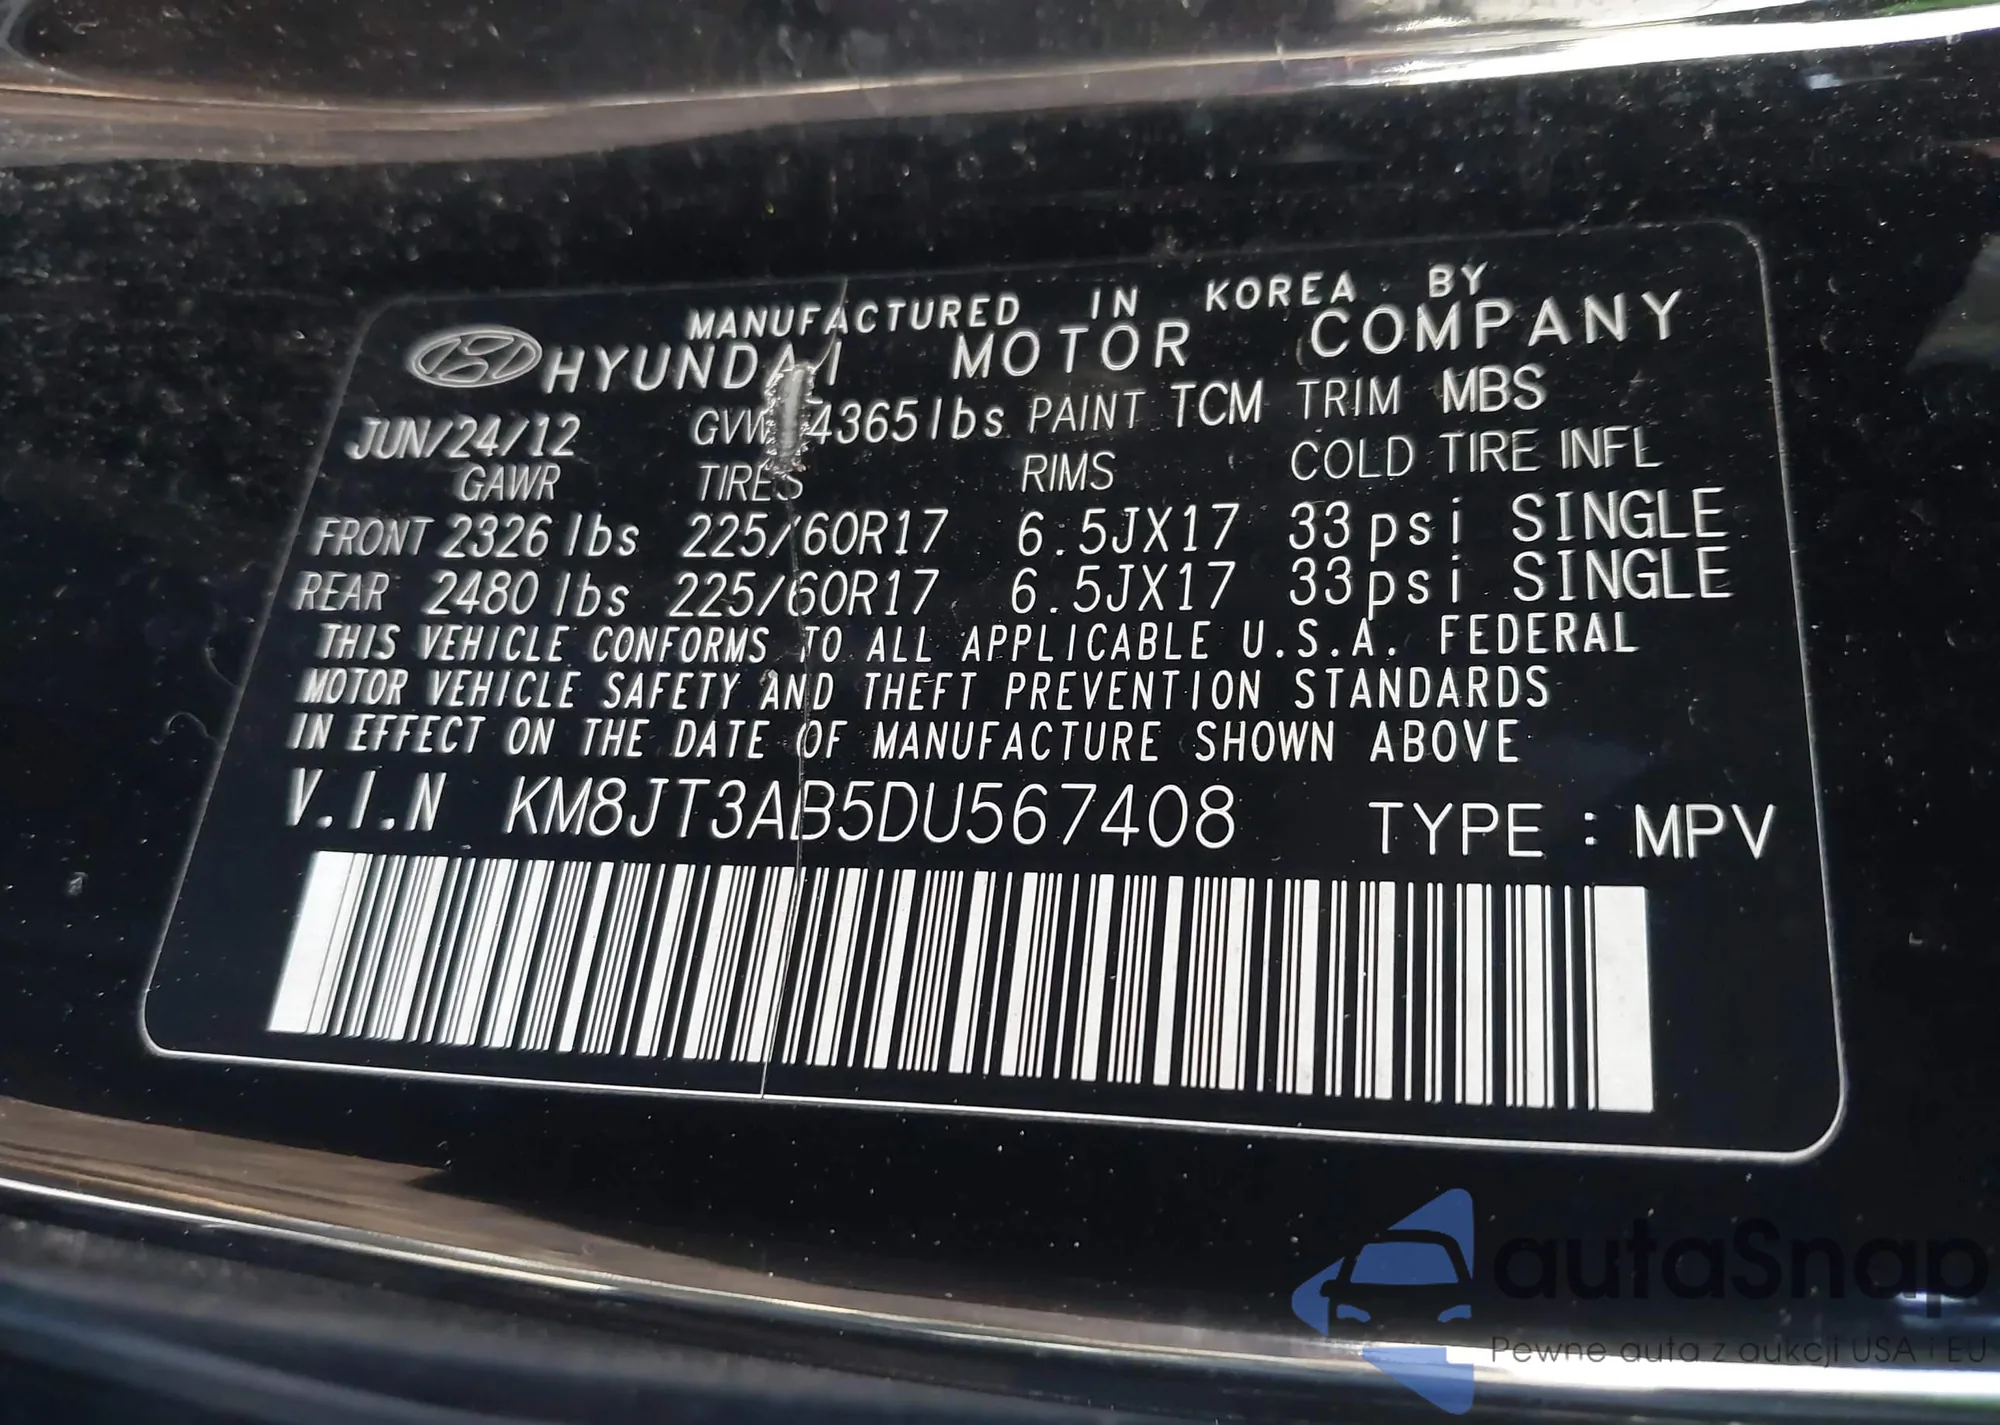 MANUFACTURED IN KOREA BY
HYUNDAI MOTOR COMPANY
JUN/24/12 GVW 4365lbs PAINT TCM TRIM MBS
GAWR TIRES RIMS COLD TIRE INFL
FRONT 2326lbs 225/60R17 6.5JX17 33psi SINGLE
REAR 2480lbs 225/60R17 6.5JX17 33psi SINGLE
THIS VEHICLE CONFORMS TO ALL APPLICABLE U.S.A. FEDERAL
MOTOR VEHICLE SAFETY AND THEFT PREVENTION STANDARDS
IN EFFECT ON THE DATE OF MANUFACTURE SHOWN ABOVE
V.I.N KM8JT3AB5DU567408 TYPE : MPV
autaSnap
Pewne auta z aukcji USA i EU